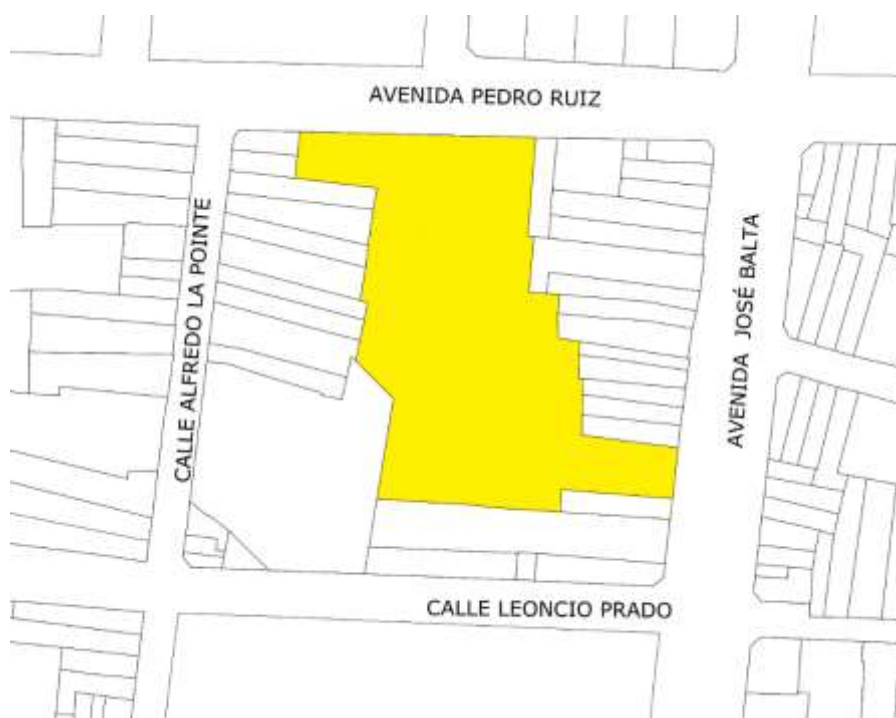 AVENIDA PEDRO RUIZ
CALLE ALFREDO LA POINTE
AVENIDA JOSÉ BALTA
CALLE LEONCIO PRADO